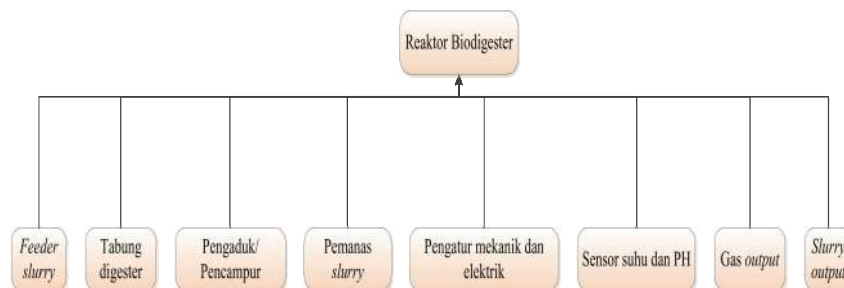 Reaktor Biodigester
Feeder
slurry
Tabung
digester
Pengaduk/
Pencampur
Pemanas
slurry
Pengatur mekanik dan
elektrik
Sensor suhu dan PH
Gas output
Slurry
output